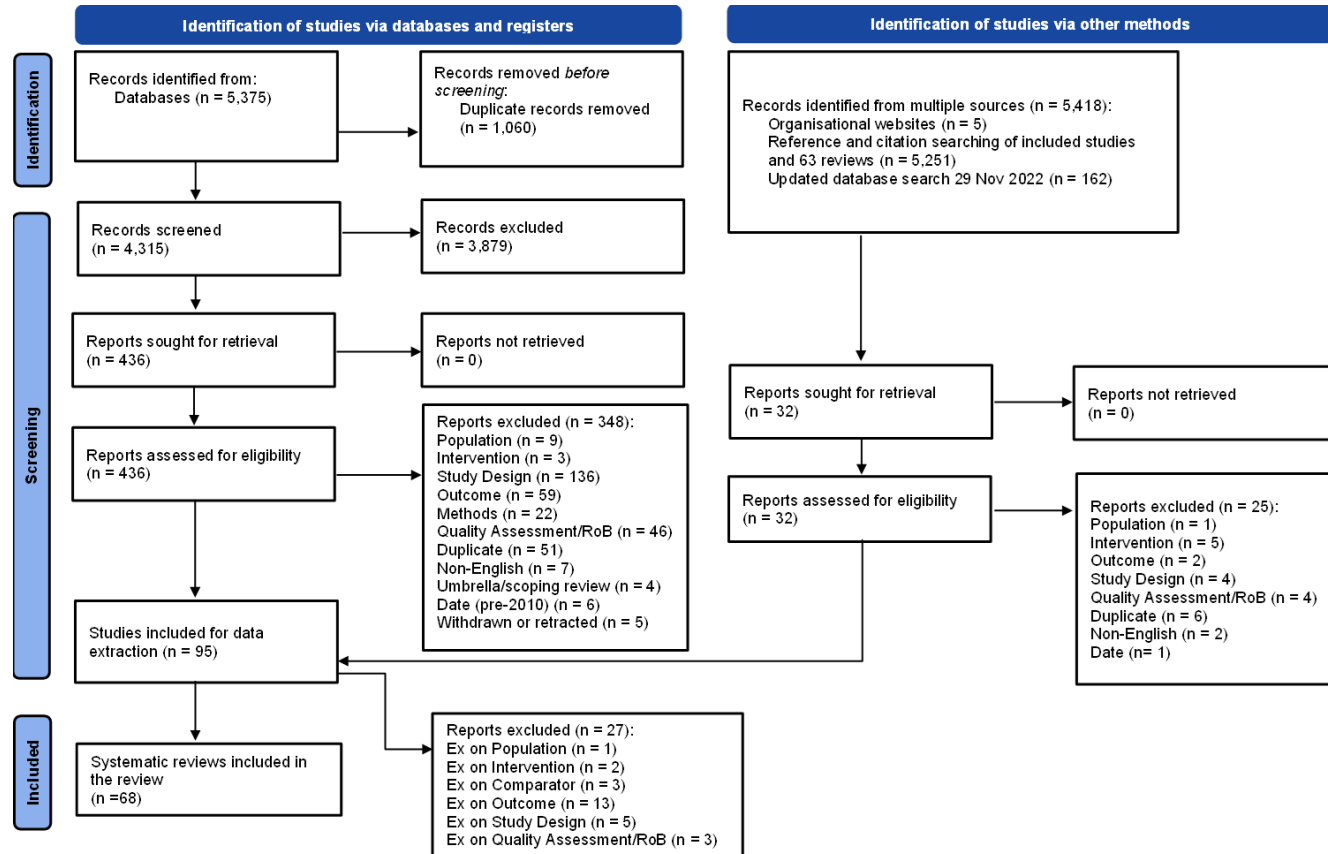 Identification of studies via databases and registers
Identification of studies via other methods
Identification
Records identified from:
Databases (n = 5,375)
Records removed before
screening:
Duplicate records removed
(n = 1,060)
Records identified from multiple sources (n = 5,418):
Organisational websites (n = 5)
Reference and citation searching of included studies
and 63 reviews (n = 5,251)
Updated database search 29 Nov 2022 (n = 162)
Screening
Records screened
(n = 4,315)
Records excluded
(n = 3,879)
Reports sought for retrieval
(n = 436)
Reports not retrieved
(n = 0)
Reports sought for retrieval
(n = 32)
Reports not retrieved
(n = 0)
Reports assessed for eligibility
(n = 436)
Reports excluded (n = 348):
Population (n = 9)
Intervention (n = 3)
Study Design (n = 136)
Outcome (n = 59)
Methods (n = 22)
Quality Assessment/RoB (n = 46)
Duplicate (n = 51)
Non-English (n = 7)
Umbrella/scoping review (n = 4)
Date (pre-2010) (n = 6)
Withdrawn or retracted (n = 5)
Reports assessed for eligibility
(n = 32)
Reports excluded (n = 25):
Population (n = 1)
Intervention (n = 5)
Outcome (n = 2)
Study Design (n = 4)
Quality Assessment/RoB (n = 4)
Duplicate (n = 6)
Non-English (n = 2)
Date (n= 1)
Studies included for data
extraction (n = 95)
Included
Systematic reviews included in
the review
(n =68)
Reports excluded (n = 27):
Ex on Population (n = 1)
Ex on Intervention (n = 2)
Ex on Comparator (n = 3)
Ex on Outcome (n = 13)
Ex on Study Design (n = 5)
Ex on Quality Assessment/RoB (n = 3)